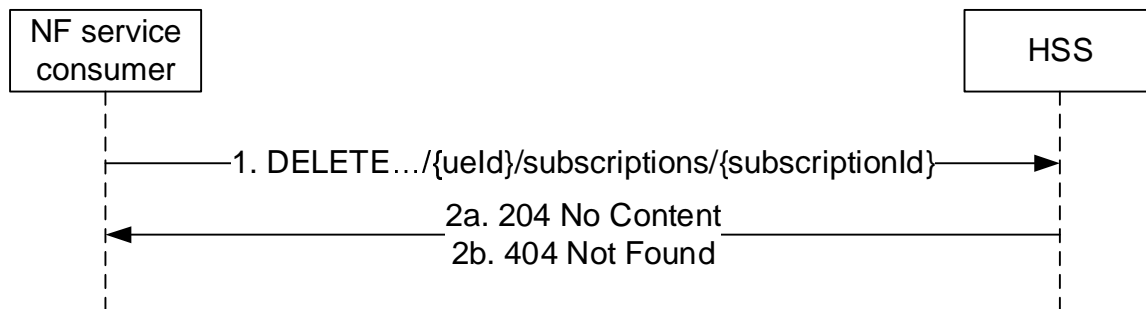 NF service
consumer
HSS
1. DELETE…/{ueId}/subscriptions/{subscriptionId}
2a. 204 No Content
2b. 404 Not Found